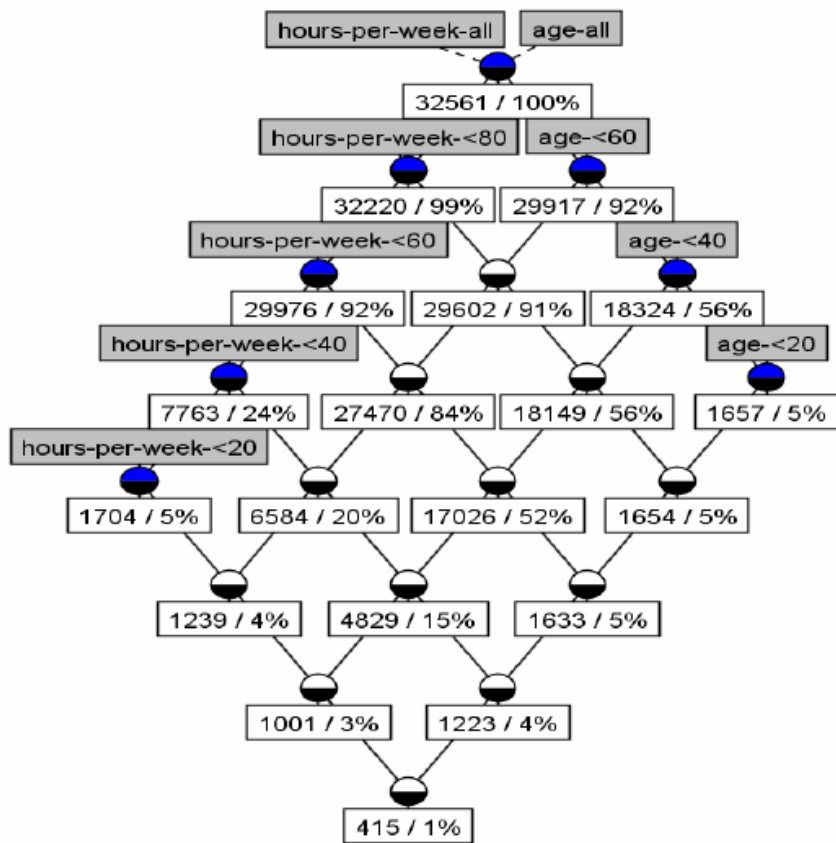 hours-per-week-all age-all
32561 / 100%
hours-per-week-<80 age-<60
32220 / 99% 29917 / 92%
hours-per-week-<60 age-<40
29976 / 92% 29602 / 91% 18324 / 56%
hours-per-week-<40 age-<20
7763 / 24% 27470 / 84% 18149 / 56% 1657 / 5%
hours-per-week-<20
1704 / 5% 6584 / 20% 17026 / 52% 1654 / 5%
1239 / 4% 4829 / 15% 1633 / 5%
1001 / 3% 1223 / 4%
415 / 1%